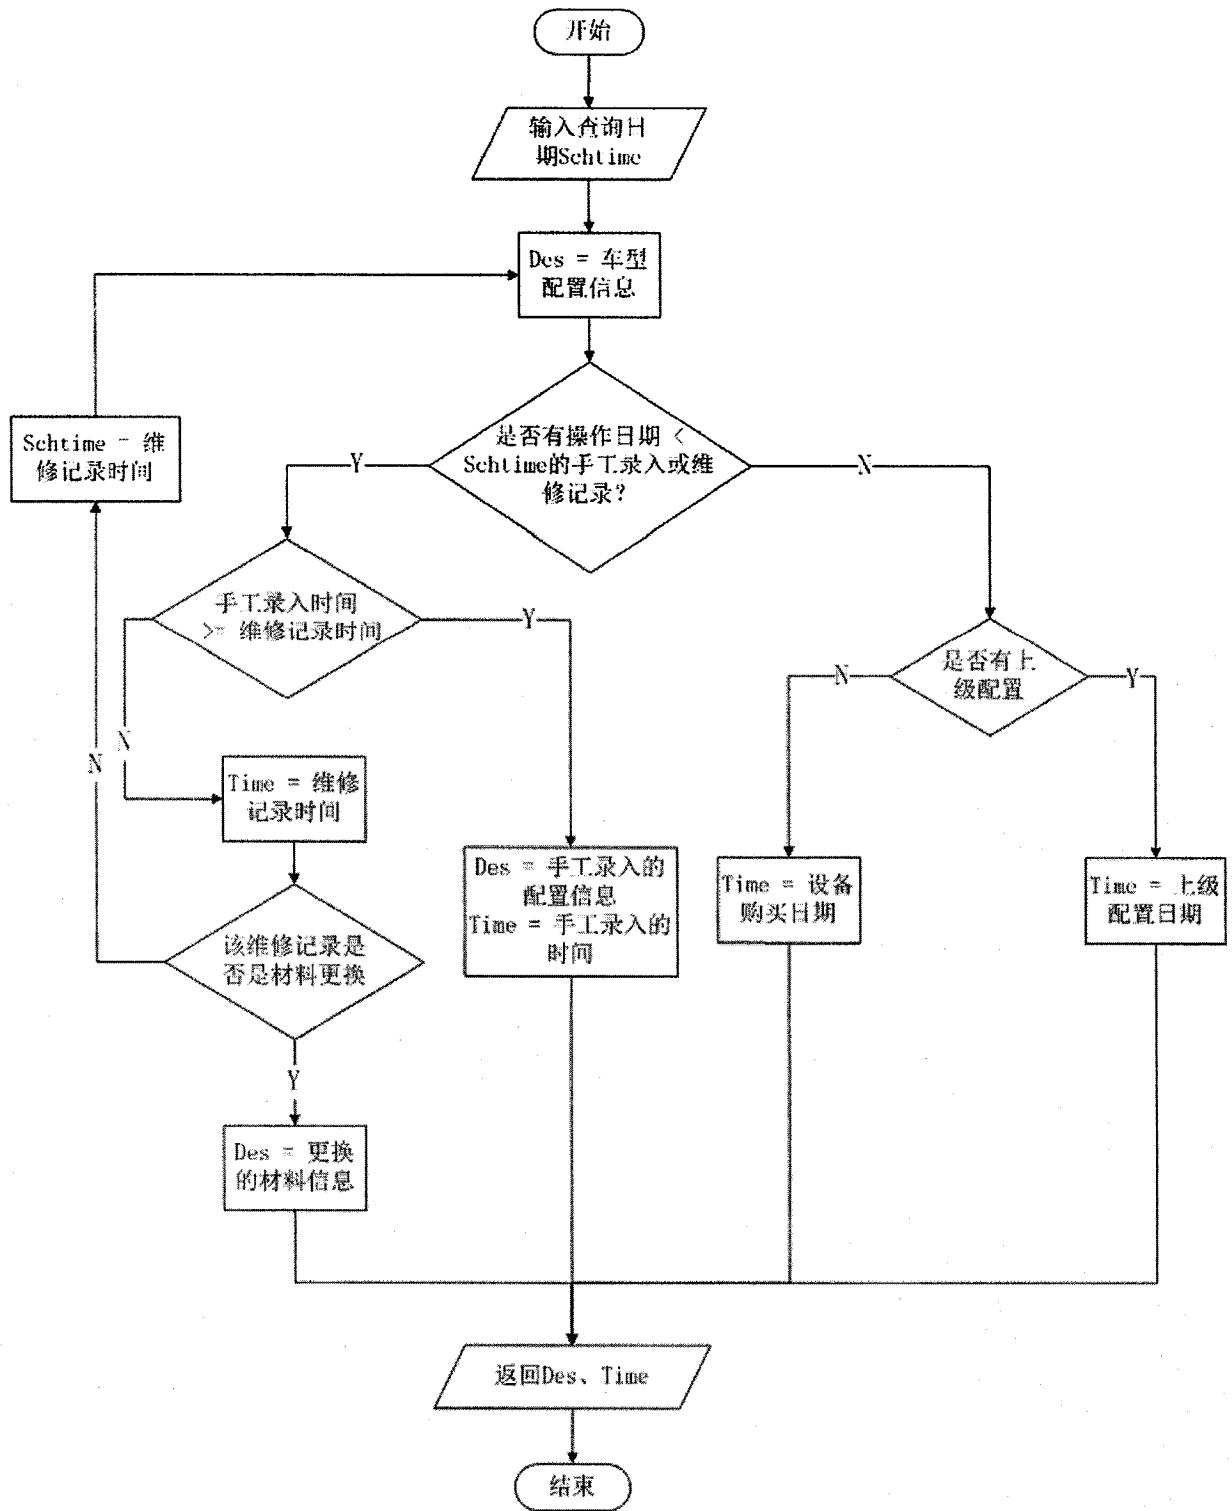 开始
输入查询日
期Schtime
Des = 车型
配置信息
Schtime = 维
修记录时间
是否有操作日期 <
Schtime的手工录入或维
修记录？
Y
N
手工录入时间
>= 维修记录时间
Y
是否有上
级配置
N
Y
N
N
Time = 维修
记录时间
Des = 手工录入的
配置信息
Time = 手工录入的
时间
Time = 设备
购买日期
Time = 上级
配置日期
该维修记录是
否是材料更换
Y
Des = 更换
的材料信息
返回Des、Time
结束